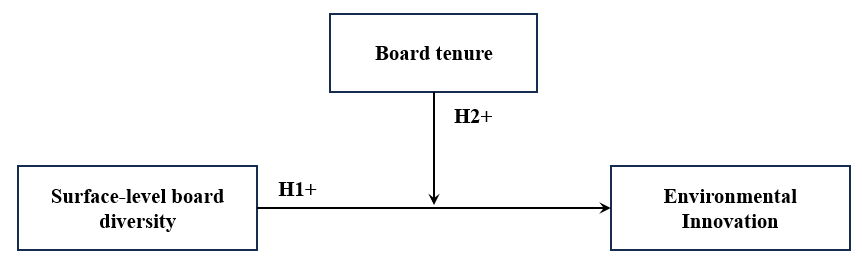 Board tenure
H2+
H1+
Surface-level board
diversity
Environmental
Innovation